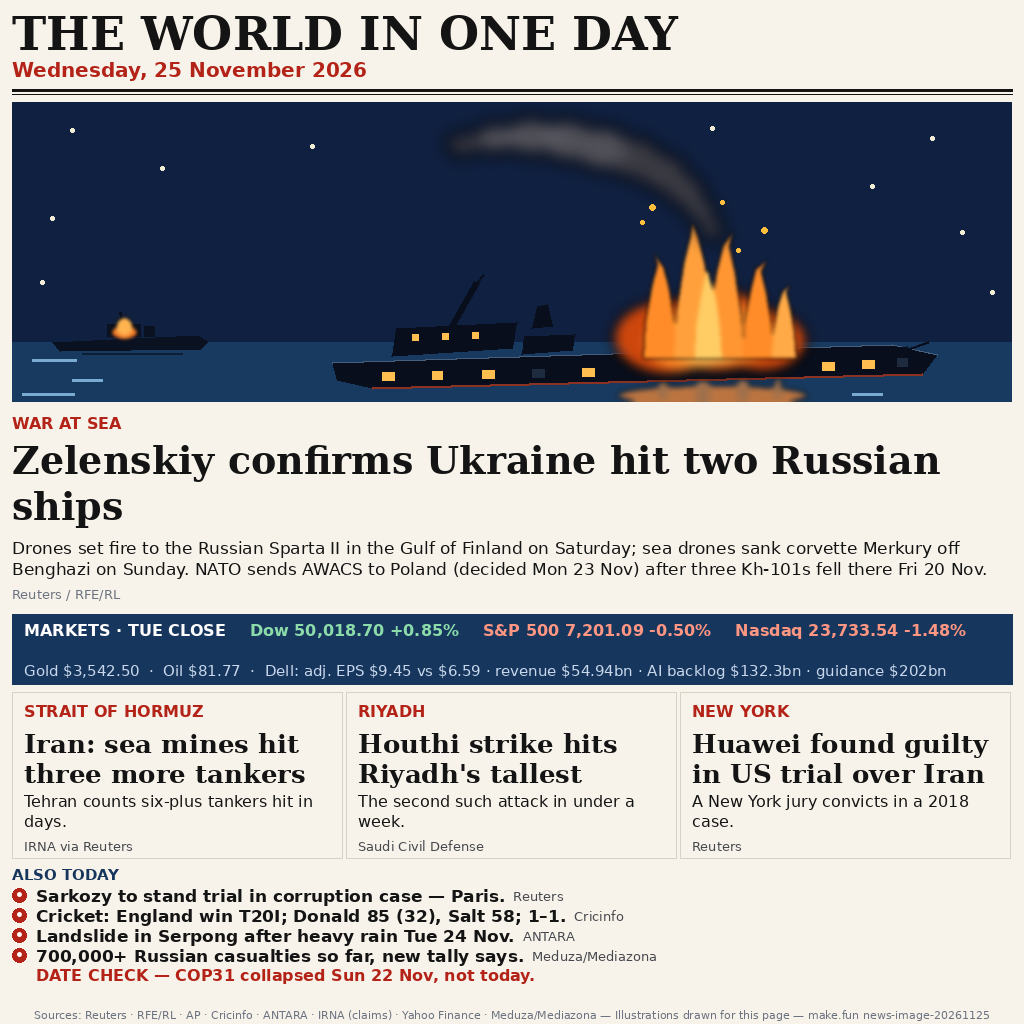 THE WORLD IN ONE DAY
Wednesday, 25 November 2026
WAR AT SEA
Zelenskiy confirms Ukraine hit two Russian
ships
Drones set fire to the Russian Sparta II in the Gulf of Finland on Saturday; sea drones sank corvette Merkury off
Benghazi on Sunday. NATO sends AWACS to Poland (decided Mon 23 Nov) after three Kh-101s fell there Fri 20 Nov.
Reuters / RFE/RL
MARKETS · TUE CLOSE Dow 50,018.70 +0.85% S&P 500 7,201.09 -0.50% Nasdaq 23,733.54 -1.48%
Gold $3,542.50 · Oil $81.77 · Dell: adj. EPS $9.45 vs $6.59 · revenue $54.94bn · AI backlog $132.3bn · guidance $202bn
STRAIT OF HORMUZ
Iran: sea mines hit
three more tankers
Tehran counts six-plus tankers hit in
days.
IRNA via Reuters
RIYADH
Houthi strike hits
Riyadh's tallest
The second such attack in under a
week.
Saudi Civil Defense
NEW YORK
Huawei found guilty
in US trial over Iran
A New York jury convicts in a 2018
case.
Reuters
ALSO TODAY
Sarkozy to stand trial in corruption case — Paris. Reuters
Cricket: England win T20I; Donald 85 (32), Salt 58; 1–1. Cricinfo
Landslide in Serpong after heavy rain Tue 24 Nov. ANTARA
700,000+ Russian casualties so far, new tally says. Meduza/Mediazona
DATE CHECK — COP31 collapsed Sun 22 Nov, not today.
Sources: Reuters · RFE/RL · AP · Cricinfo · ANTARA · IRNA (claims) · Yahoo Finance · Meduza/Mediazona — Illustrations drawn for this page — make.fun news-image-20261125